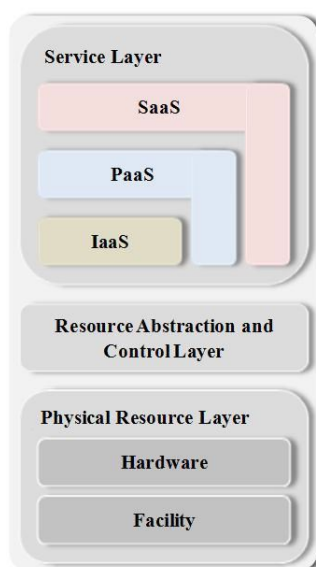 Service Layer
SaaS
PaaS
IaaS
Resource Abstraction and
Control Layer
Physical Resource Layer
Hardware
Facility